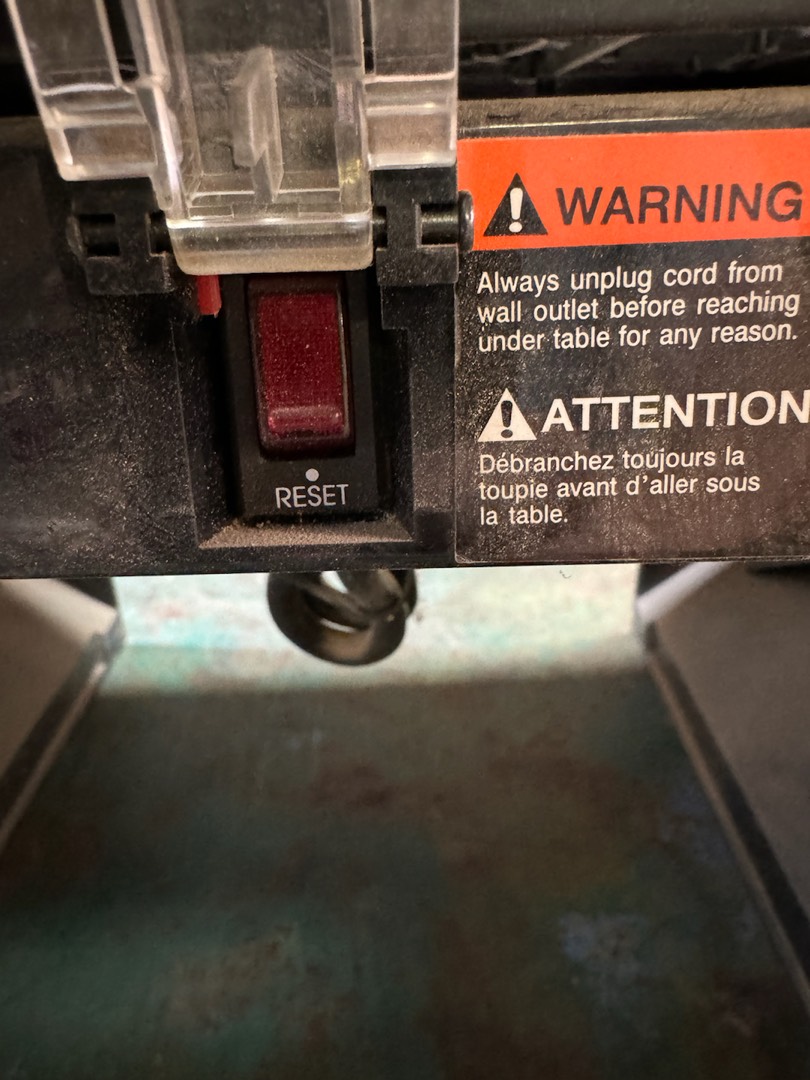 WARNING
Always unplug cord from
wall outlet before reaching
under table for any reason.
ATTENTION
Débranchez toujours la
toupie avant d'aller sous
la table.
RESET